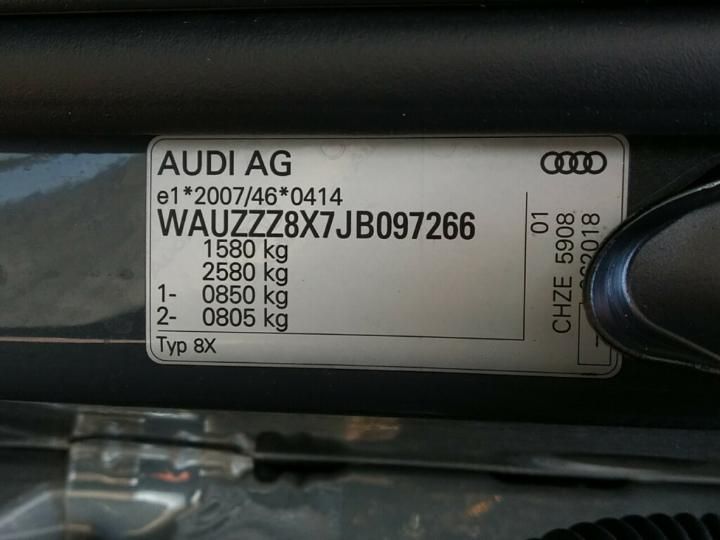 AUDI AG
e1*2007/46*0414
WAUZZZ8X7JB097266
1580 kg
2580 kg
1- 0850 kg
2- 0805 kg
Typ 8X
01
CHZE 5908